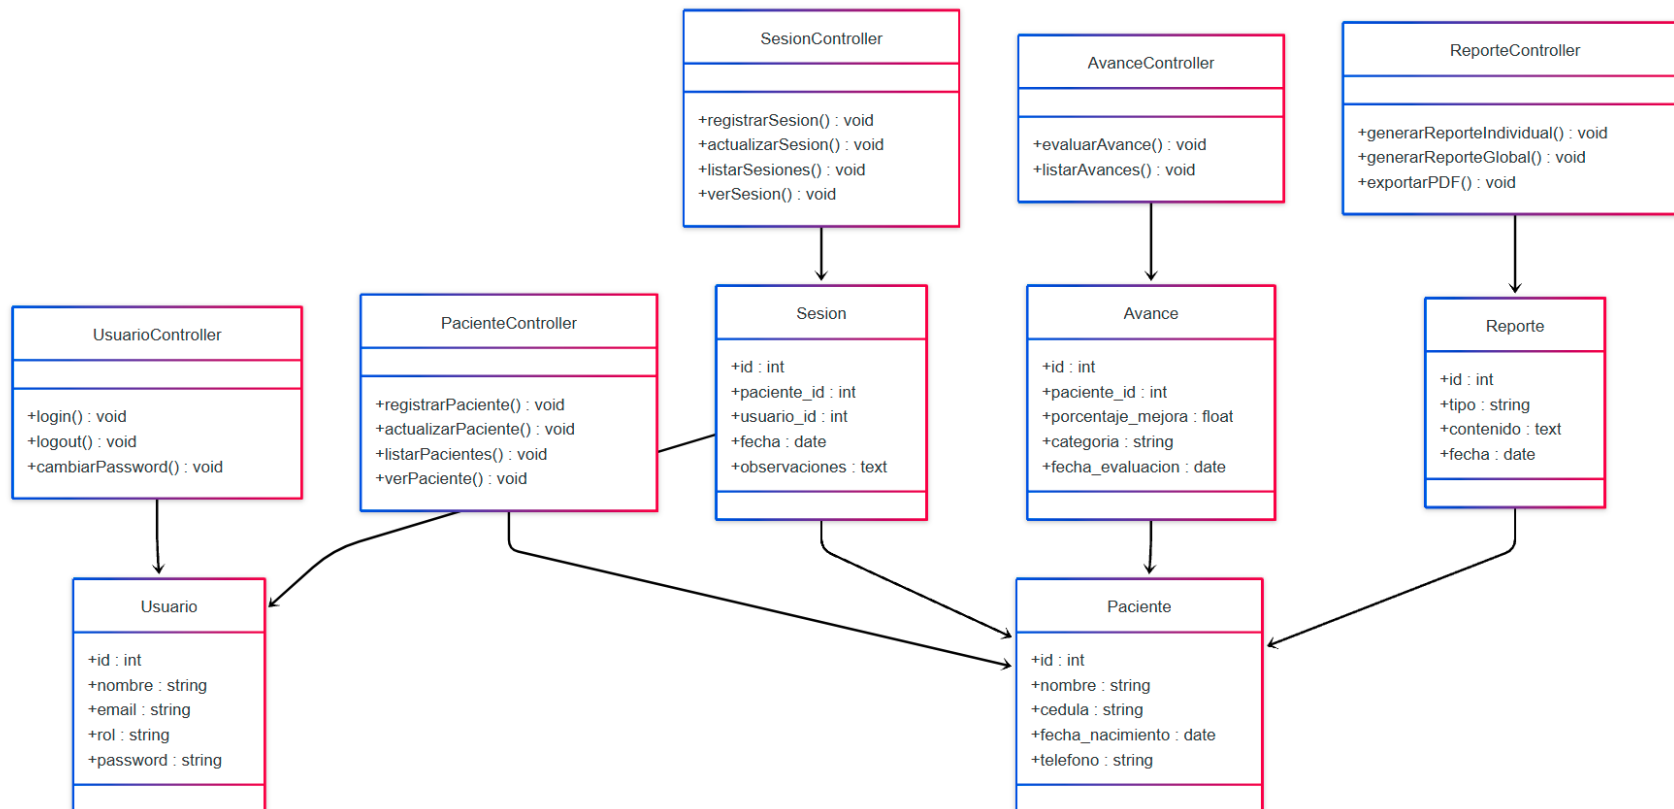 SesionController
+registrarSesion() : void
+actualizarSesion() : void
+listarSesiones() : void
+verSesion() : void
AvanceController
+evaluarAvance() : void
+listarAvances() : void
ReporteController
+generarReporteIndividual() : void
+generarReporteGlobal() : void
+exportarPDF() : void
UsuarioController
+login() : void
+logout() : void
+cambiarPassword() : void
PacienteController
+registrarPaciente() : void
+actualizarPaciente() : void
+listarPacientes() : void
+verPaciente() : void
Sesion
+id : int
+paciente_id : int
+usuario_id : int
+fecha : date
+observaciones : text
Avance
+id : int
+paciente_id : int
+porcentaje_mejora : float
+categoria : string
+fecha_evaluacion : date
Reporte
+id : int
+tipo : string
+contenido : text
+fecha : date
Usuario
+id : int
+nombre : string
+email : string
+rol : string
+password : string
Paciente
+id : int
+nombre : string
+cedula : string
+fecha_nacimiento : date
+telefono : string